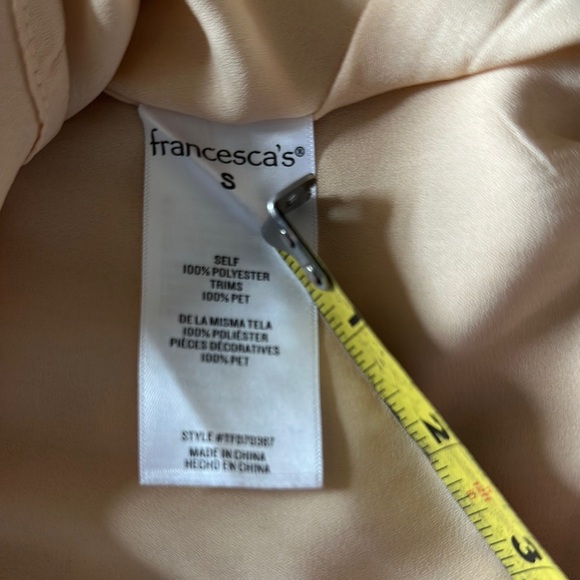 francesca's®
S
SELF
100% POLYESTER
TRIMS
100% PET
DE LA MISMA TELA
100% POLIÉSTER
PIÈCES DÉCORATIVES
100% PET
MADE IN CHINA
HECHO EN CHINA
1
2
3